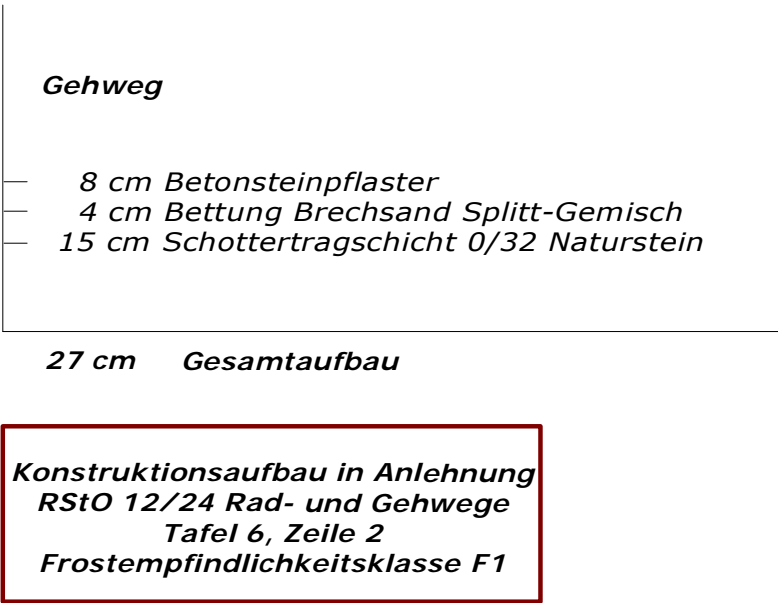 Gehweg
8 cm Betonsteinpflaster
4 cm Bettung Brechsand Splitt-Gemisch
15 cm Schottertragschicht 0/32 Naturstein
27 cm Gesamtaufbau
Konstruktionsaufbau in Anlehnung
RStO 12/24 Rad- und Gehwege
Tafel 6, Zeile 2
Frostempfindlichkeitsklasse F1